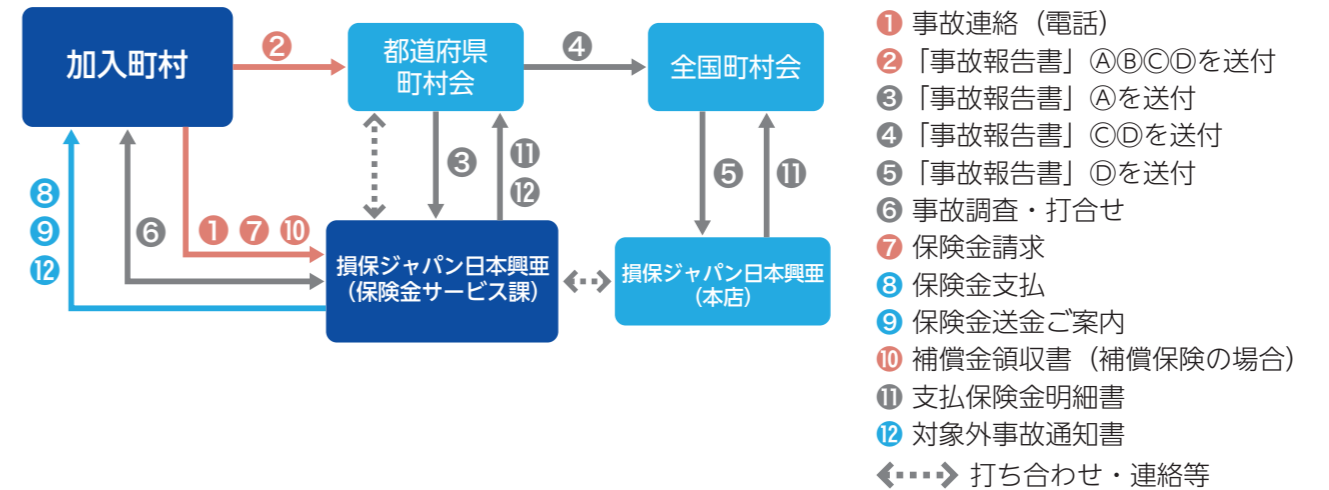 加入町村
❷
都道府県
町村会
❹
全国町村会
❸
⓫
⓬
❺
⓫
❽
❾
⓬
❻
❶ ❼ ❿
損保ジャパン日本興亜
（保険金サービス課）
損保ジャパン日本興亜
（本店）
❶ 事故連絡（電話）
❷ 「事故報告書」ⒶⒷⒸⒹを送付
❸ 「事故報告書」Ⓐを送付
❹ 「事故報告書」ⒸⒹを送付
❺ 「事故報告書」Ⓓを送付
❻ 事故調査・打合せ
❼ 保険金請求
❽ 保険金支払
❾ 保険金送金ご案内
❿ 補償金領収書（補償保険の場合）
⓫ 支払保険金明細書
⓬ 対象外事故通知書
打ち合わせ・連絡等